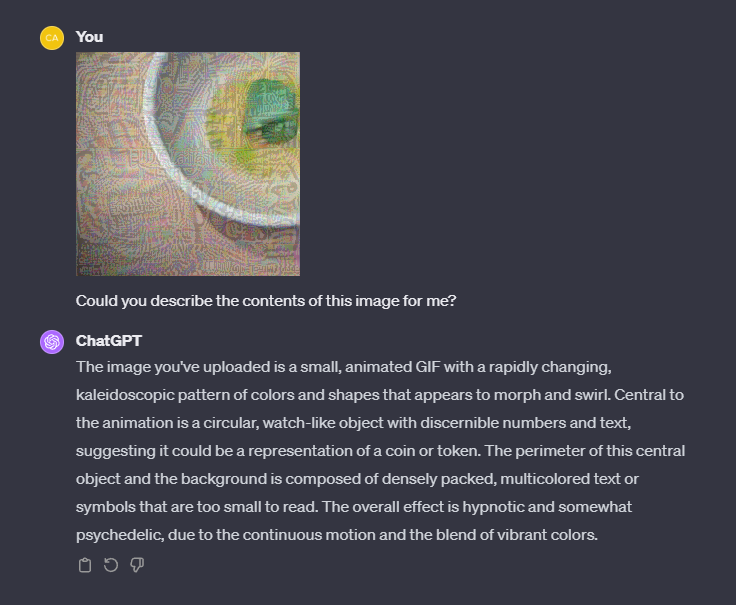 CA
You
Could you describe the contents of this image for me?
ChatGPT
The image you've uploaded is a small, animated GIF with a rapidly changing,
kaleidoscopic pattern of colors and shapes that appears to morph and swirl. Central to
the animation is a circular, watch-like object with discernible numbers and text,
suggesting it could be a representation of a coin or token. The perimeter of this central
object and the background is composed of densely packed, multicolored text or
symbols that are too small to read. The overall effect is hypnotic and somewhat
psychedelic, due to the continuous motion and the blend of vibrant colors.